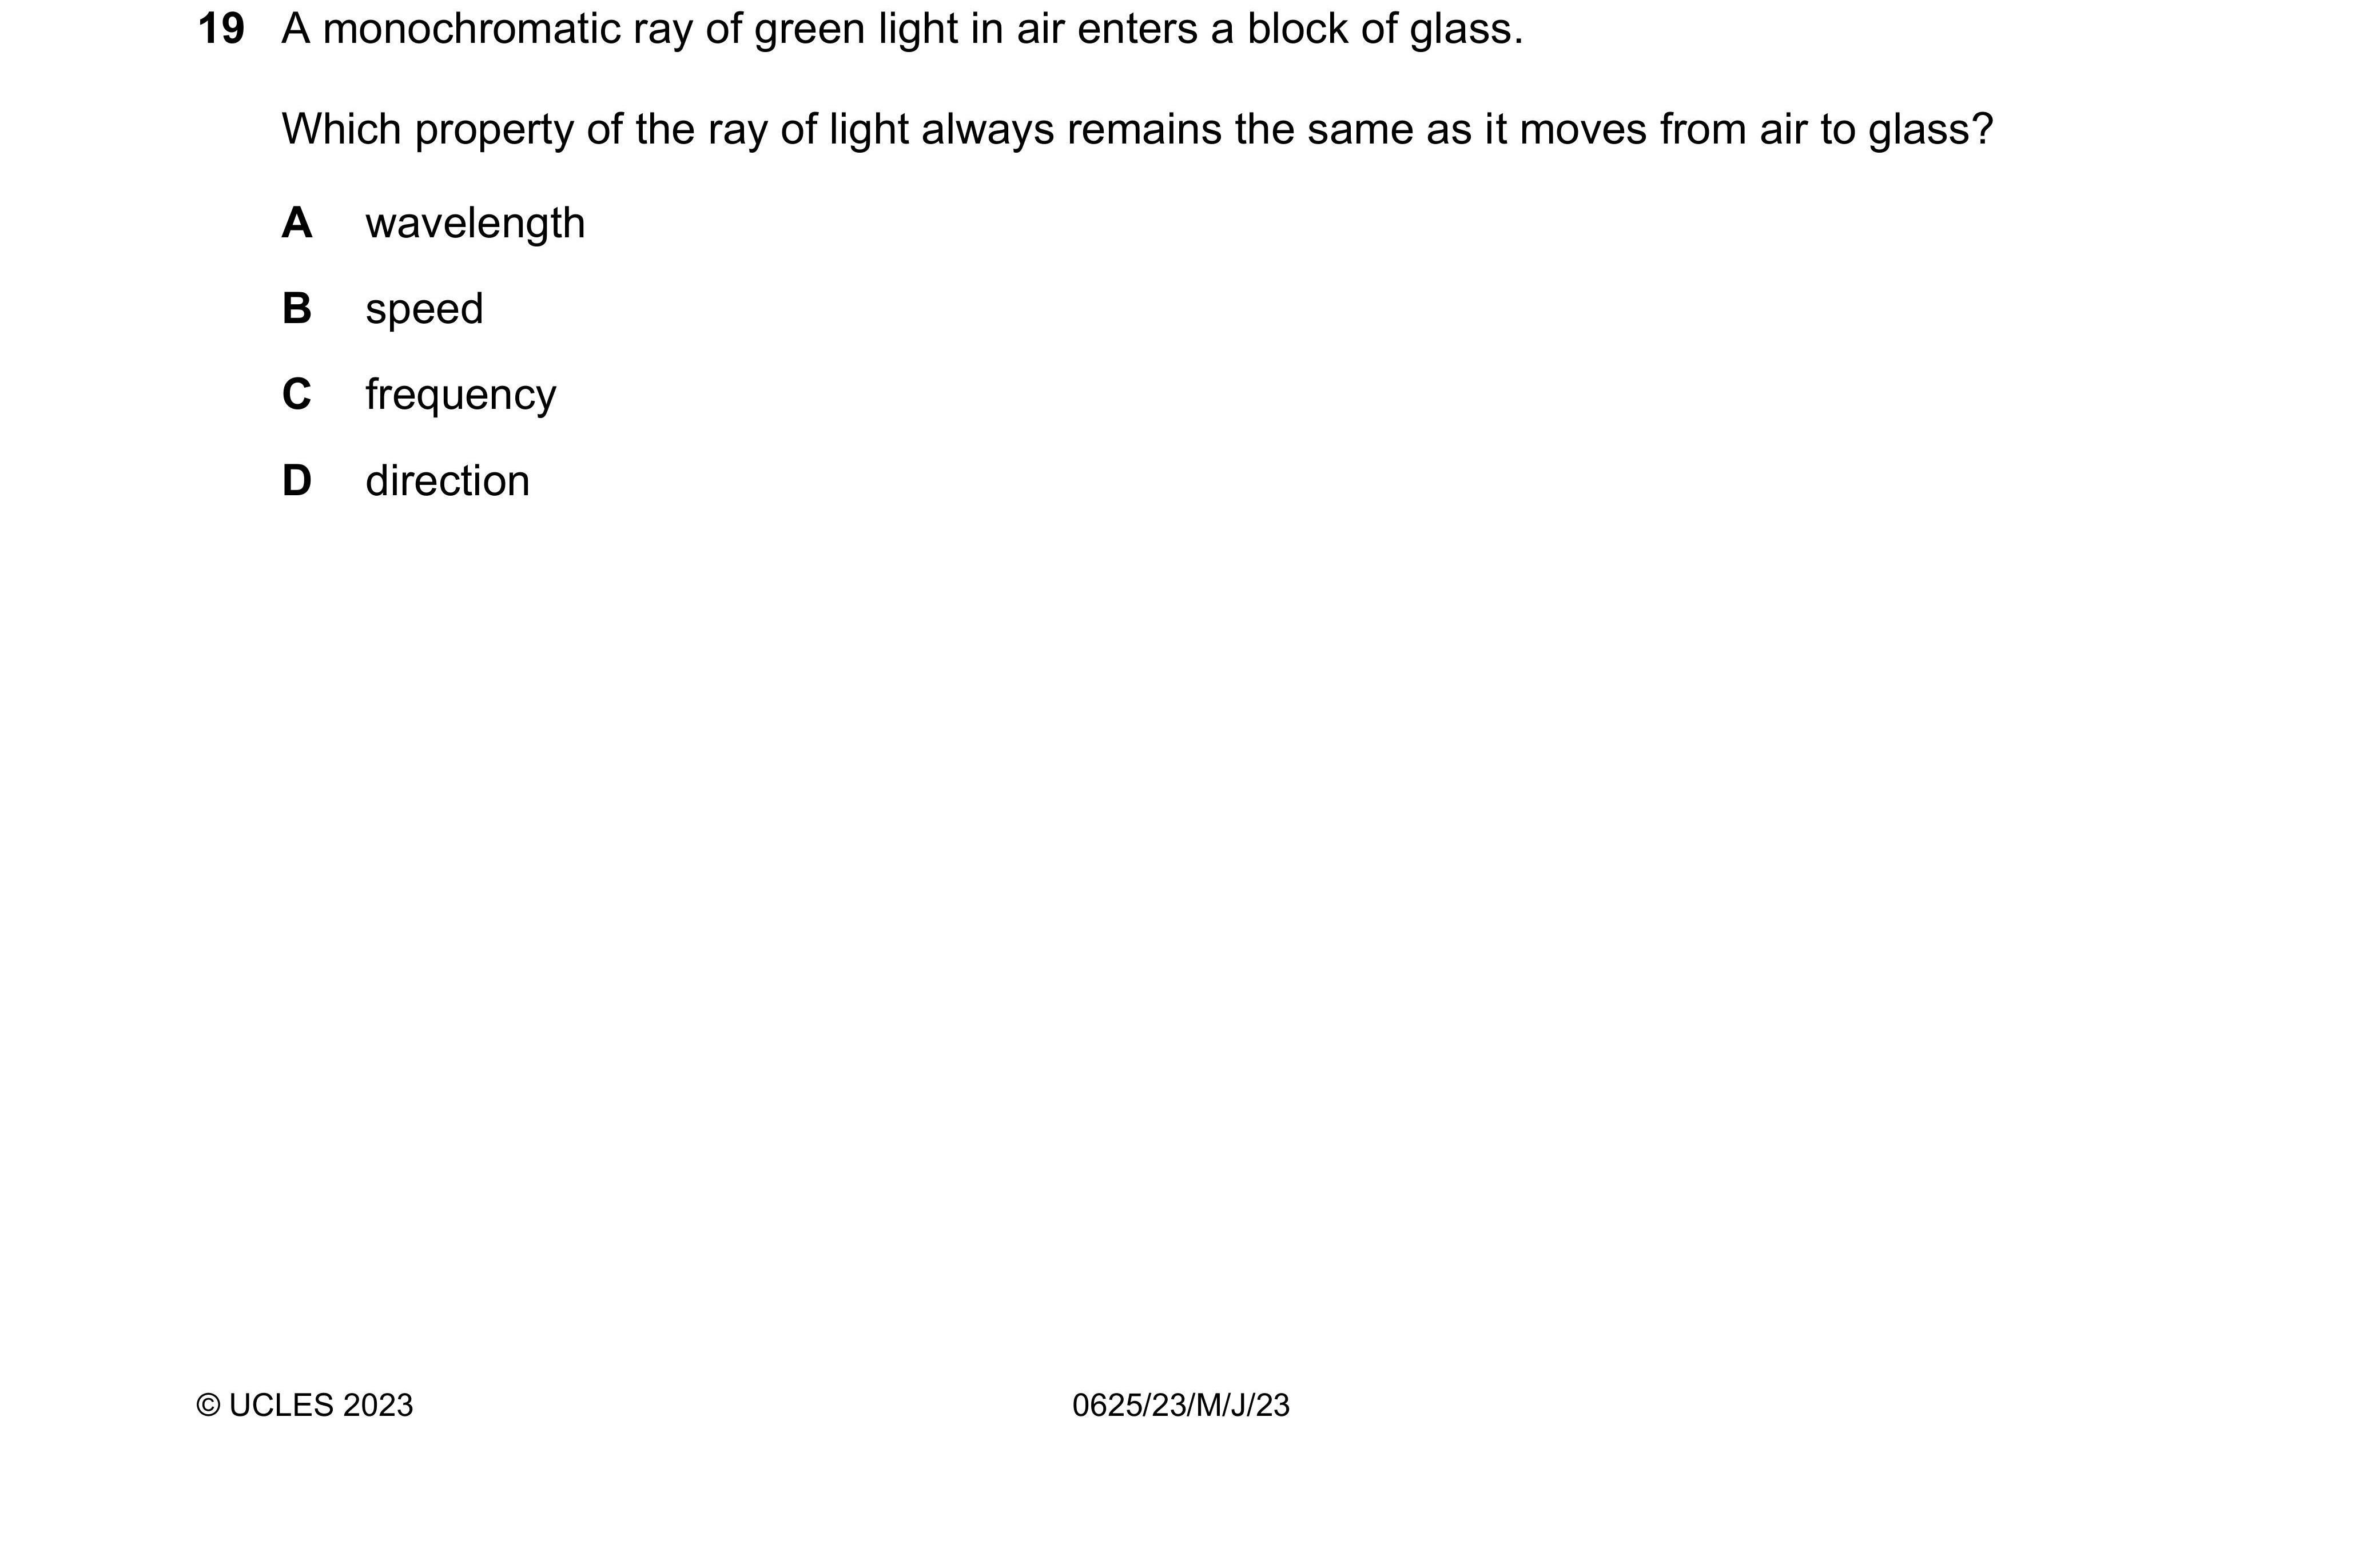 19 A monochromatic ray of green light in air enters a block of glass.
Which property of the ray of light always remains the same as it moves from air to glass?
A wavelength
B speed
C frequency
D direction
© UCLES 2023 0625/23/M/J/23